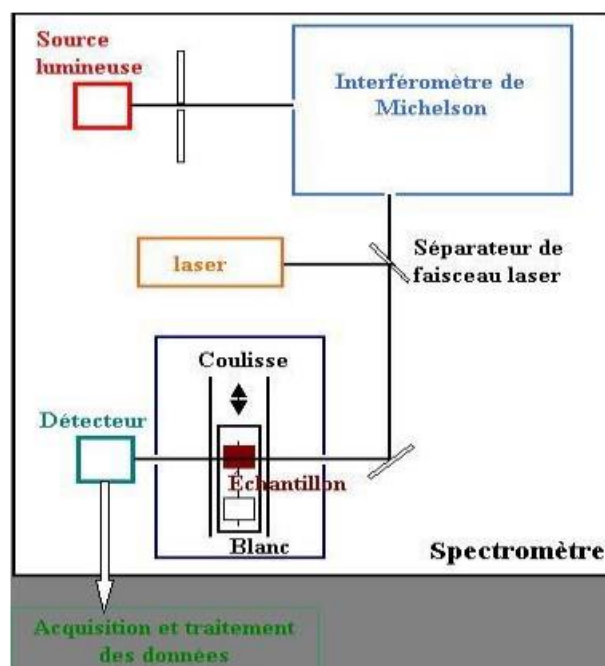 Source
lumineuse
Interféromètre de
Michelson
laser
Séparateur de
faisceau laser
Coulisse
Détecteur
Échantillon
Blanc
Spectromètre
Acquisition et traitement
des données